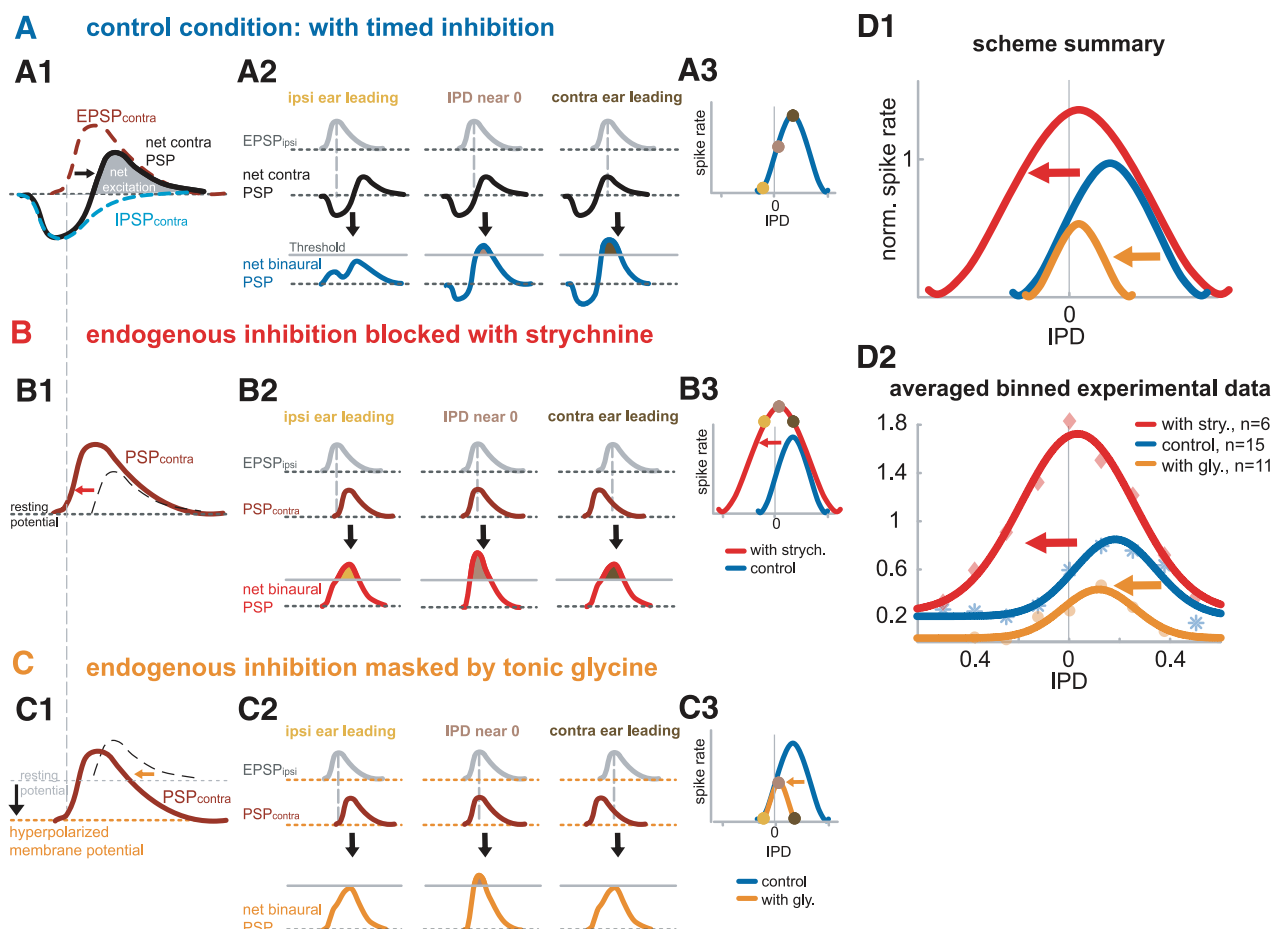 A control condition: with timed inhibition
A1
EPSPcontra
net contra
PSP
net
excitation
IPSPcontra
A2
ipsi ear leading
IPD near 0
contra ear leading
EPSPipsi
net contra
PSP
Threshold
net binaural
PSP
A3
spike rate
0
IPD
B endogenous inhibition blocked with strychnine
B1
PSPcontra
resting
potential
B2
ipsi ear leading
IPD near 0
contra ear leading
EPSPipsi
PSPcontra
net binaural
PSP
B3
spike rate
0
with strych.
control
C endogenous inhibition masked by tonic glycine
C1
resting
potential
PSPcontra
hyperpolarized
membrane potential
C2
ipsi ear leading
IPD near 0
contra ear leading
EPSPipsi
PSPcontra
net binaural
PSP
C3
spike rate
0
IPD
control
with gly.
D1
scheme summary
norm. spike rate
1
0
IPD
D2
averaged binned experimental data
1.8
1.4
1
0.6
0.2
with stry., n=6
control, n=15
with gly., n=11
0.4
0
0.4
IPD